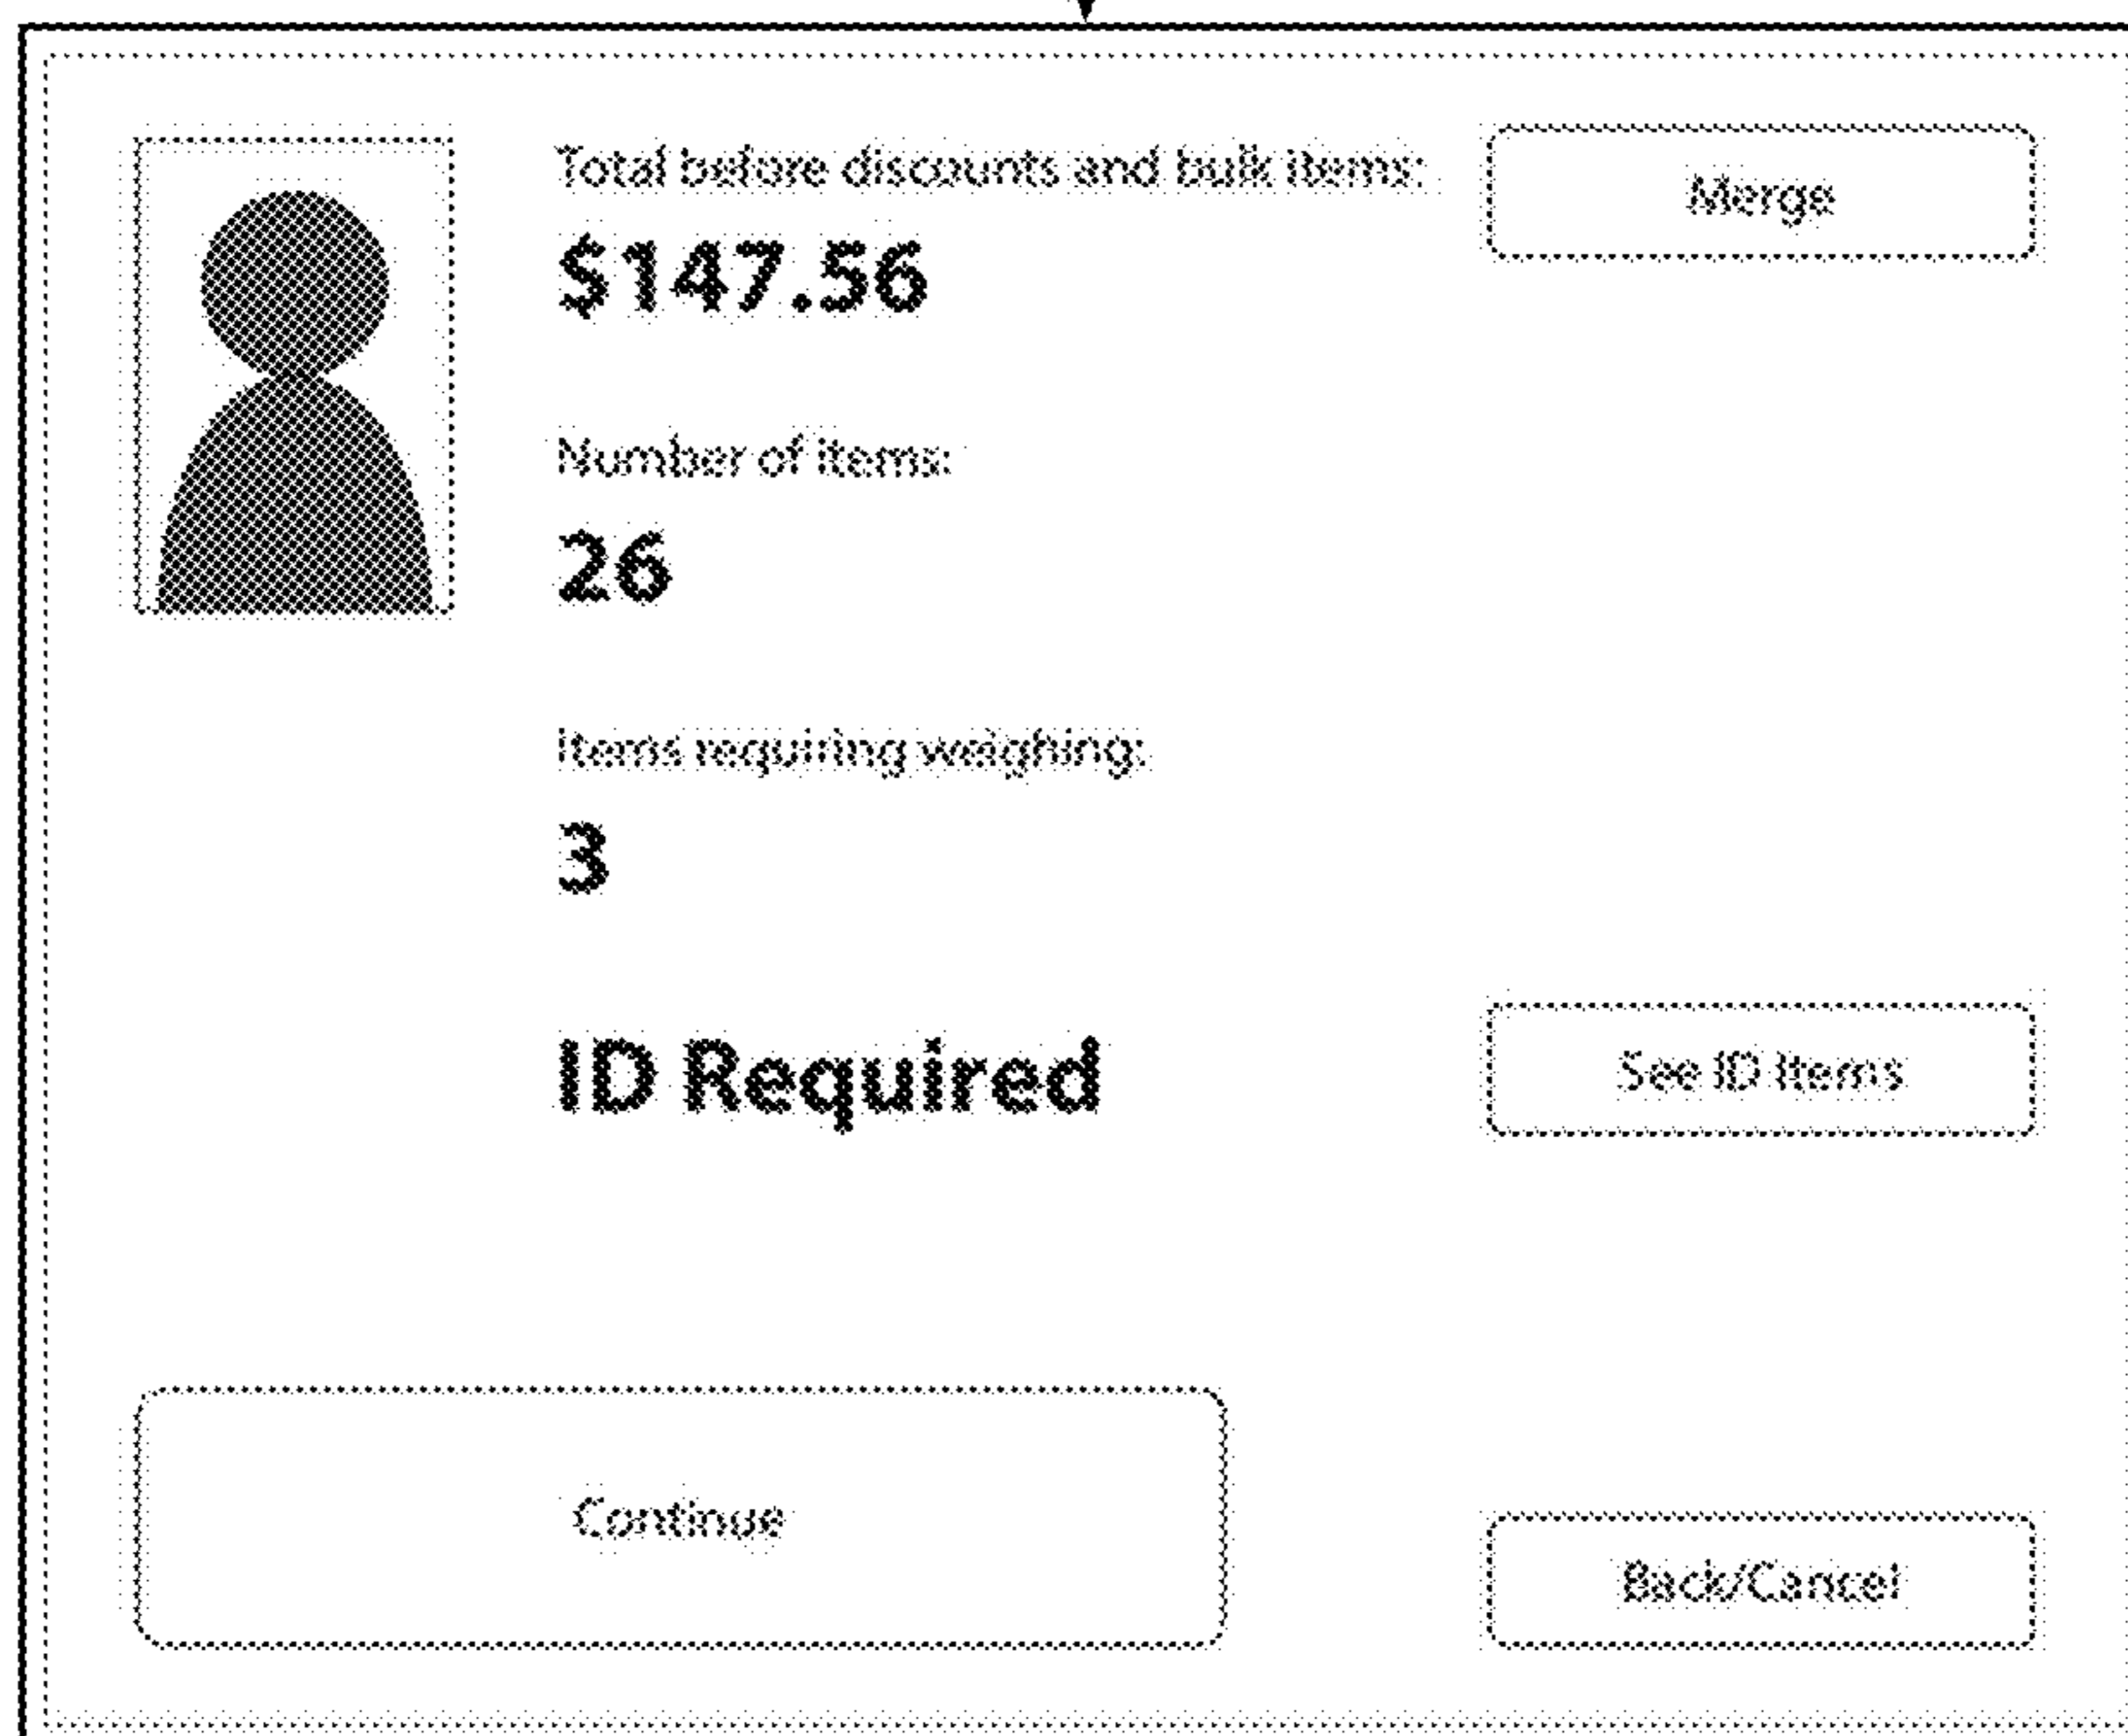 Total before discounts and bulk items:
Merge
$147.56
Number of items:
26
Items requiring weighing:
3
ID Required
See ID Items
Continue
Back/Cancel